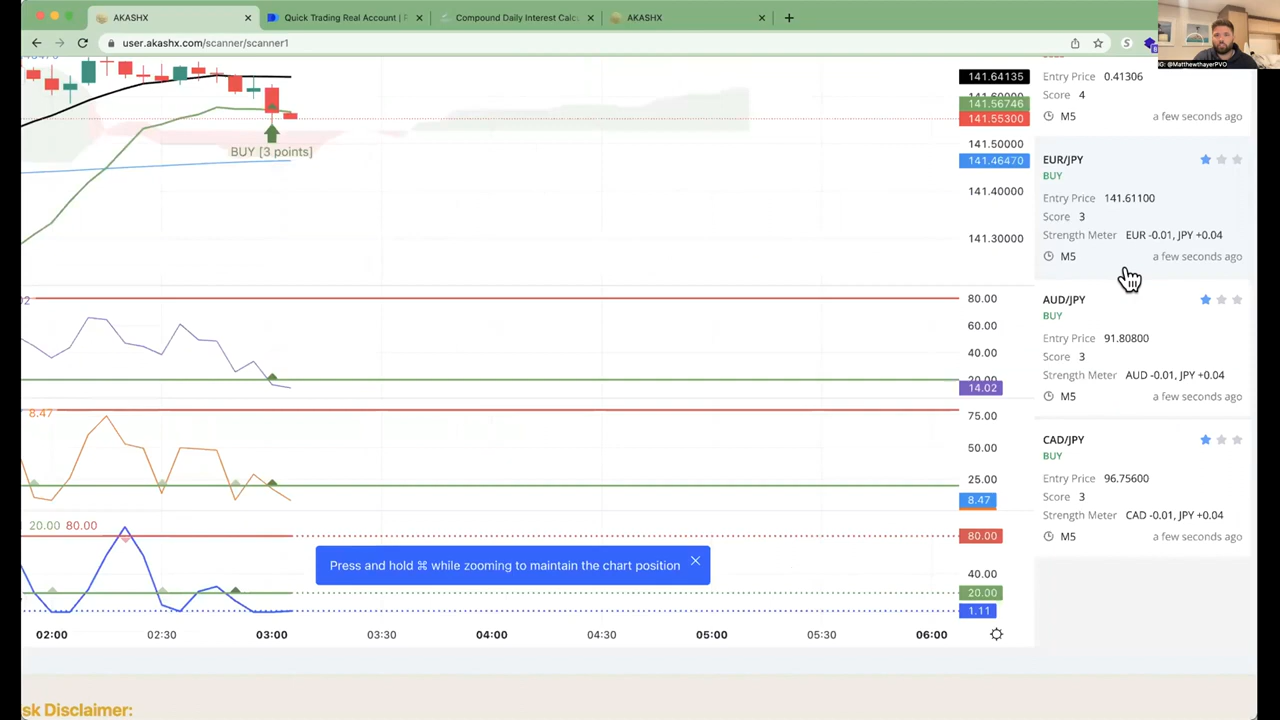 AKASHX
Quick Trading Real Account |
Compound Daily Interest Calc
AKASHX
user.akashx.com/scanner/scanner1
IG: @MatthewthayerPVO
141.64135
141.56746
141.55300
141.50000
141.46470
141.40000
141.30000
BUY [3 points]
Entry Price 0.41306
Score 4
M5 a few seconds ago
EUR/JPY
BUY
Entry Price 141.61100
Score 3
Strength Meter EUR -0.01, JPY +0.04
M5 a few seconds ago
AUD/JPY
BUY
Entry Price 91.80800
Score 3
Strength Meter AUD -0.01, JPY +0.04
M5 a few seconds ago
CAD/JPY
BUY
Entry Price 96.75600
Score 3
Strength Meter CAD -0.01, JPY +0.04
M5 a few seconds ago
80.00
60.00
40.00
14.02
8.47
75.00
50.00
25.00
8.47
20.00 80.00
80.00
40.00
20.00
1.11
Press and hold ⌘ while zooming to maintain the chart position
02:00 02:30 03:00 03:30 04:00 04:30 05:00 05:30 06:00
sk Disclaimer: